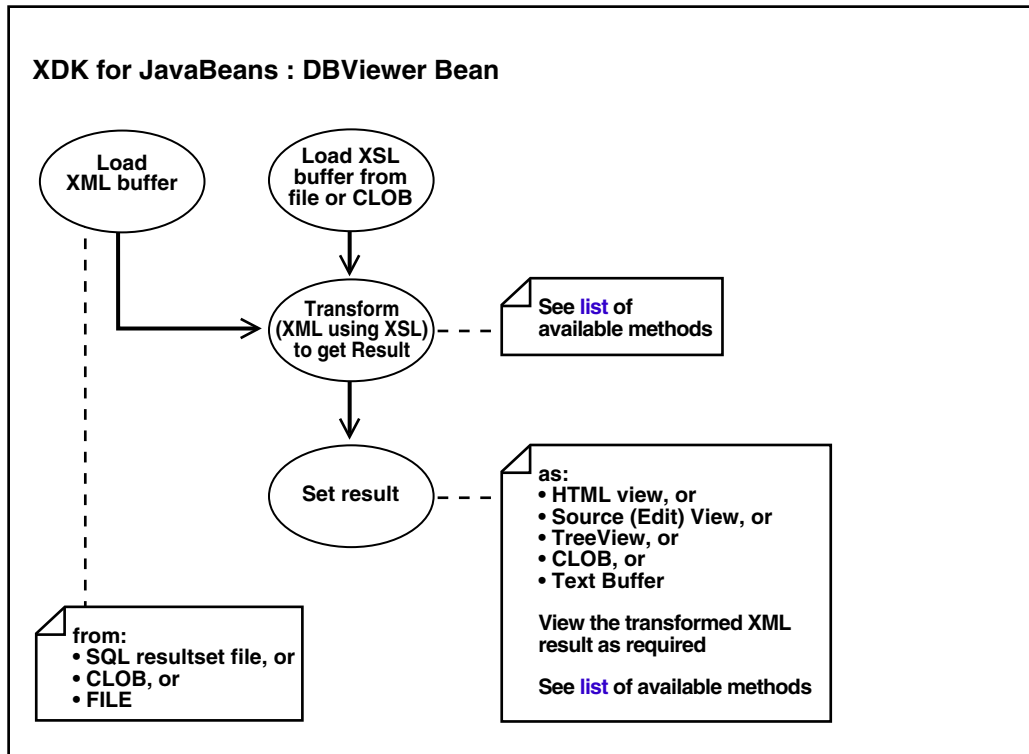 XDK for JavaBeans : DBViewer Bean
Load
XML buffer
Load XSL
buffer from
file or CLOB
Transform
(XML using XSL)
to get Result
See list of
available methods
Set result
as:
• HTML view, or
• Source (Edit) View, or
• TreeView, or
• CLOB, or
• Text Buffer
View the transformed XML
result as required
See list of available methods
from:
• SQL resultset file, or
• CLOB, or
• FILE